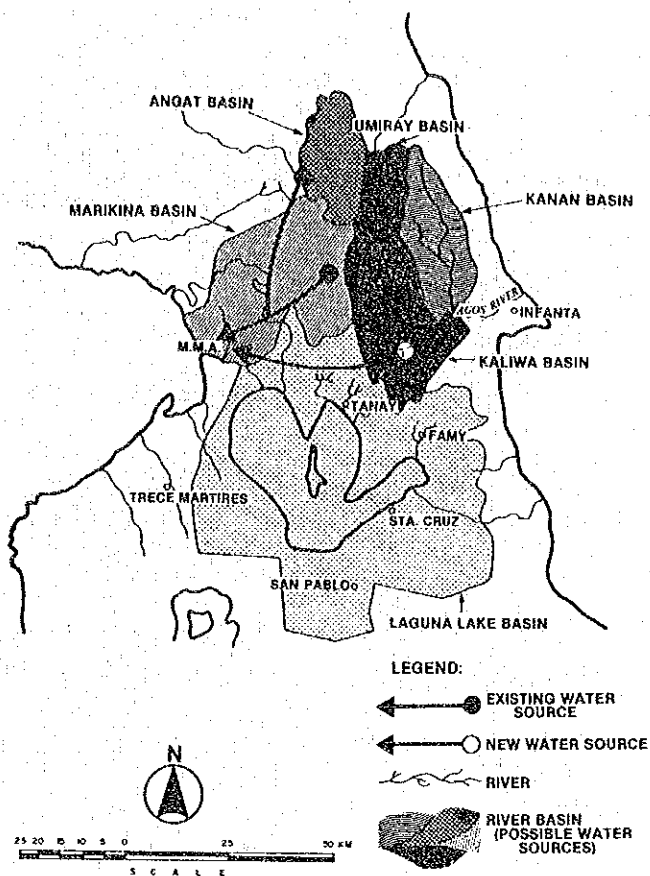 ANGAT BASIN
UMIRAY BASIN
MARIKINA BASIN
KANAN BASIN
AGOS RIVER
INFANTA
M.M.A.
7
KALIWA BASIN
TANAY
FAMY
TRECE MARTIRES
STA. CRUZ
SAN PABLO
LAGUNA LAKE BASIN
LEGEND:
EXISTING WATER
SOURCE
NEW WATER SOURCE
RIVER
RIVER BASIN
(POSSIBLE WATER
SOURCES)
N
25 20 15 10 5 0 25 50 KM
SCALE